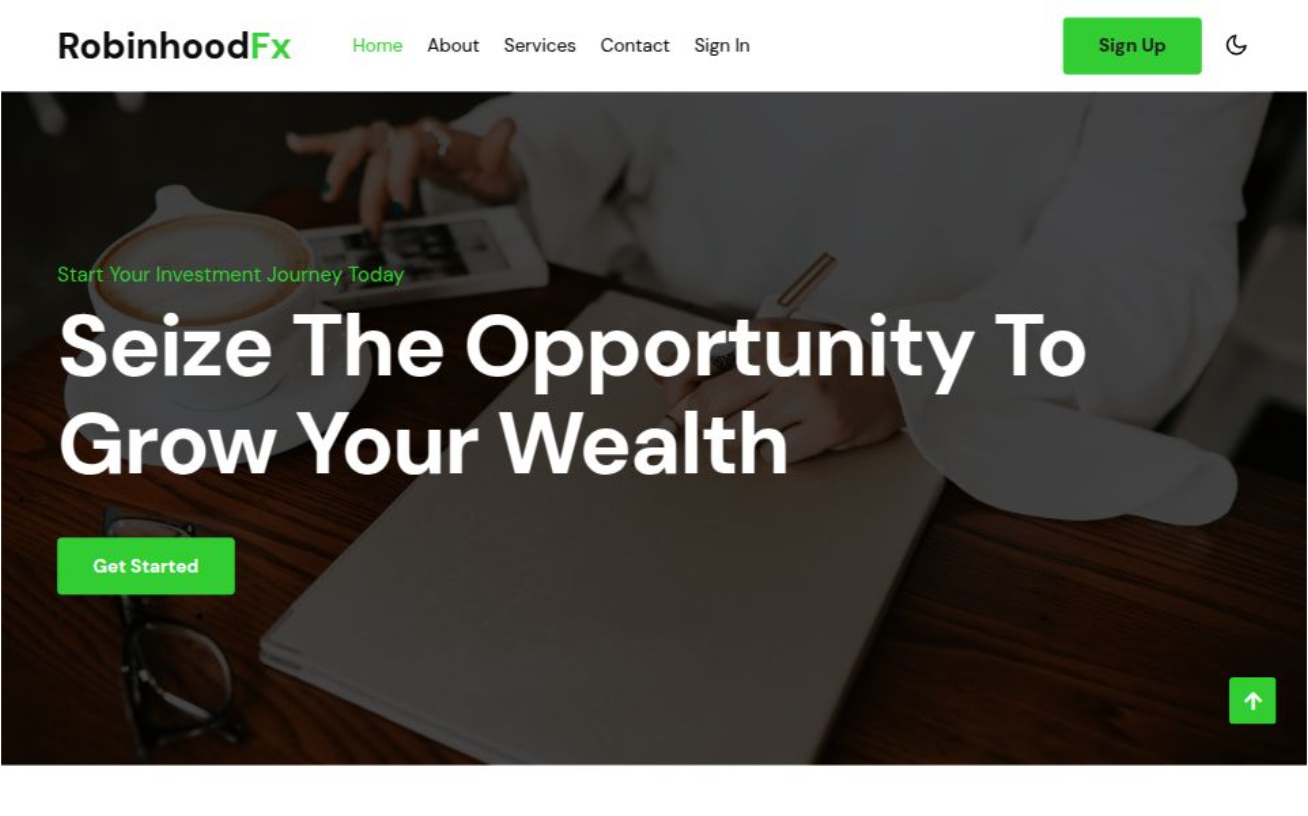 RobinhoodFx
Home About Services Contact Sign In
Sign Up
Start Your Investment Journey Today
Seize The Opportunity To
Grow Your Wealth
Get Started